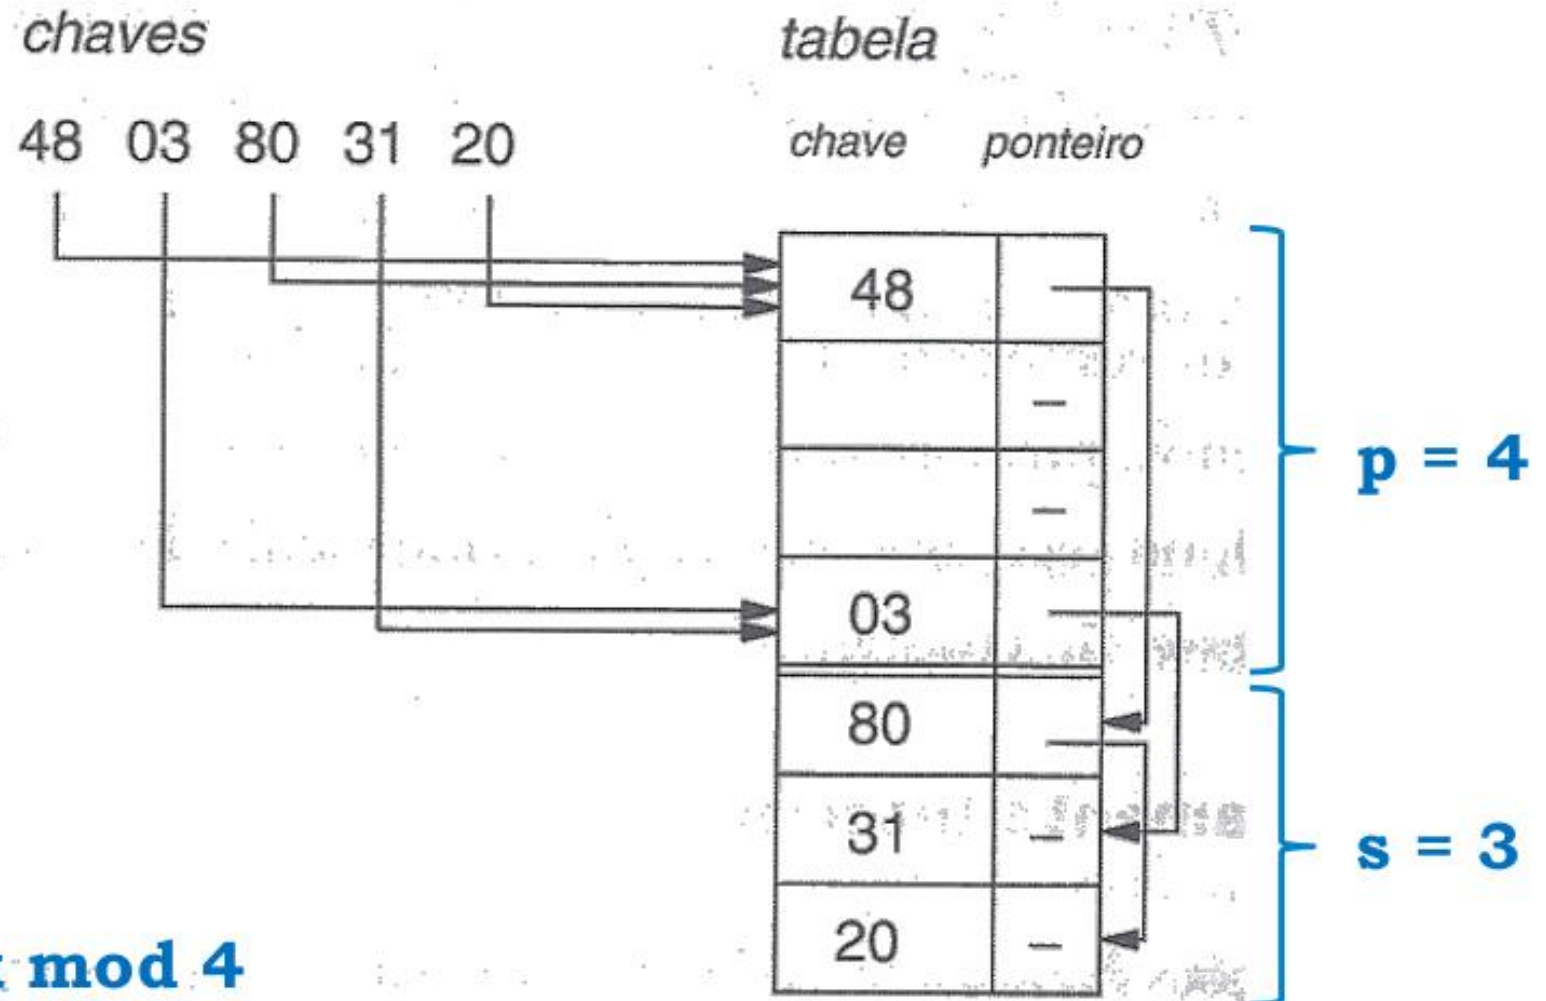 chaves tabela
48 03 80 31 20 chave ponteiro
48
–
–
p = 4
03
80
31 –
s = 3
20 –
mod 4